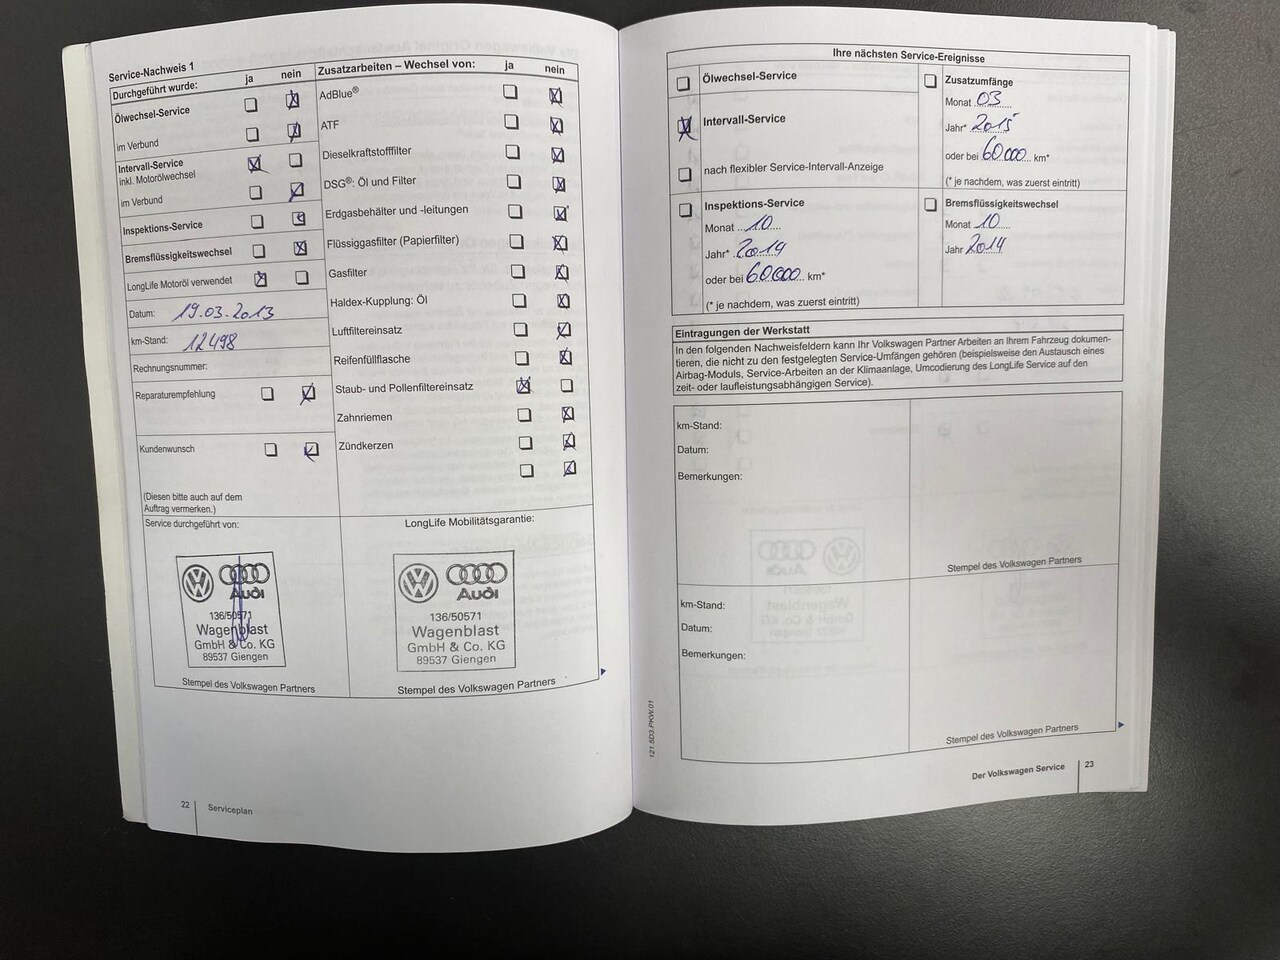 Service-Nachweis 1
Durchgeführt wurde: ja nein
Ölwechsel-Service
im Verbund
Intervall-Service
inkl. Motorölwechsel
im Verbund
Inspektions-Service
Bremsflüssigkeitswechsel
LongLife Motoröl verwendet
Datum: 19.03.2013
km-Stand: 12498
Rechnungsnummer:
Reparaturempfehlung
Kundenwunsch
(Diesen bitte auch auf dem
Auftrag vermerken.)
Zusatzarbeiten – Wechsel von: ja nein
AdBlue®
ATF
Dieselkraftstofffilter
DSG®: Öl und Filter
Erdgasbehälter und -leitungen
Flüssiggasfilter (Papierfilter)
Gasfilter
Haldex-Kupplung: Öl
Luftfiltereinsatz
Reifenfüllflasche
Staub- und Pollenfiltereinsatz
Zahnriemen
Zündkerzen
Service durchgeführt von:
Audi
136/50571
Wagenblast
GmbH & Co. KG
89537 Giengen
Stempel des Volkswagen Partners
LongLife Mobilitätsgarantie:
Audi
136/50571
Wagenblast
GmbH & Co. KG
89537 Giengen
Stempel des Volkswagen Partners
22 Serviceplan
Ihre nächsten Service-Ereignisse
Ölwechsel-Service
Intervall-Service
nach flexibler Service-Intervall-Anzeige
Zusatzumfänge
Monat 03
Jahr* 2015
oder bei 60000 km*
(* je nachdem, was zuerst eintritt)
Inspektions-Service
Monat 10
Jahr* 2014
oder bei 60000 km*
(* je nachdem, was zuerst eintritt)
Bremsflüssigkeitswechsel
Monat 10
Jahr 2014
Eintragungen der Werkstatt
In den folgenden Nachweisfeldern kann Ihr Volkswagen Partner Arbeiten an Ihrem Fahrzeug dokumen-
tieren, die nicht zu den festgelegten Service-Umfängen gehören (beispielsweise den Austausch eines
Airbag-Moduls, Service-Arbeiten an der Klimaanlage, Umcodierung des LongLife Service auf den
zeit- oder laufleistungsabhängigen Service).
km-Stand:
Datum:
Bemerkungen:
Stempel des Volkswagen Partners
km-Stand:
Datum:
Bemerkungen:
Stempel des Volkswagen Partners
121.5D3.PKW.01
Der Volkswagen Service 23